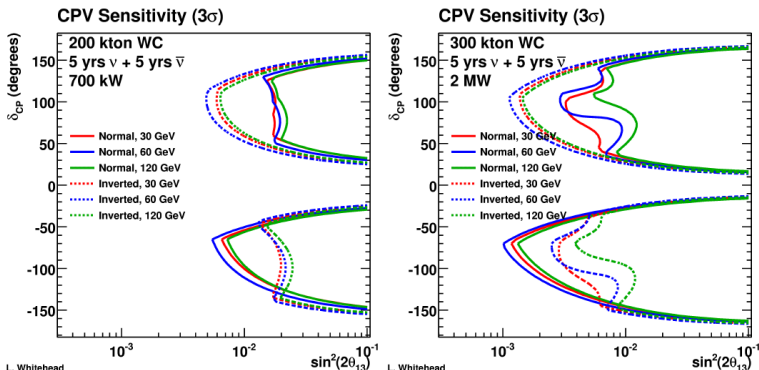 CPV Sensitivity (3σ)
200 kton WC
5 yrs ν + 5 yrs ν̅
700 kW
δCP (degrees)
150
100
50
0
-50
-100
-150
Normal, 30 GeV
Normal, 60 GeV
Normal, 120 GeV
Inverted, 30 GeV
Inverted, 60 GeV
Inverted, 120 GeV
10⁻³
10⁻²
10⁻¹
sin²(2θ₁₃)
L. Whitehead
CPV Sensitivity (3σ)
300 kton WC
5 yrs ν + 5 yrs ν̅
2 MW
δCP (degrees)
150
100
50
0
-50
-100
-150
Normal, 30 GeV
Normal, 60 GeV
Normal, 120 GeV
Inverted, 30 GeV
Inverted, 60 GeV
Inverted, 120 GeV
10⁻³
10⁻²
10⁻¹
sin²(2θ₁₃)
L. Whitehead